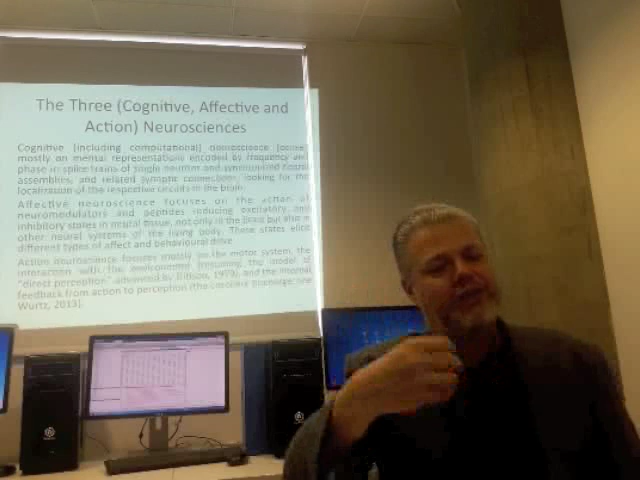 The Three (Cognitive, Affective and
Action) Neurosciences
Cognitive (including computational) neuroscience focuses
mostly on mental representations encoded by frequency and
phase in spike trains of single neurons and synchronized neural
assemblies, and related synaptic connections, looking for the
localization of the respective circuits in the brain.
Affective neuroscience focuses on the action of
neuromodulators and peptides inducing excitatory and
inhibitory states in neural tissue, not only in the brain but also in
other neural systems of the living body. These states elicit
different types of affect and behavioural drive.
Action neuroscience focuses mostly on the motor system, the
interaction with the environment (including the model of
"direct perception" advanced by Gibson, 1979), and the internal
feedback from action to perception (the corollary discharge; see
Wurtz, 2013).